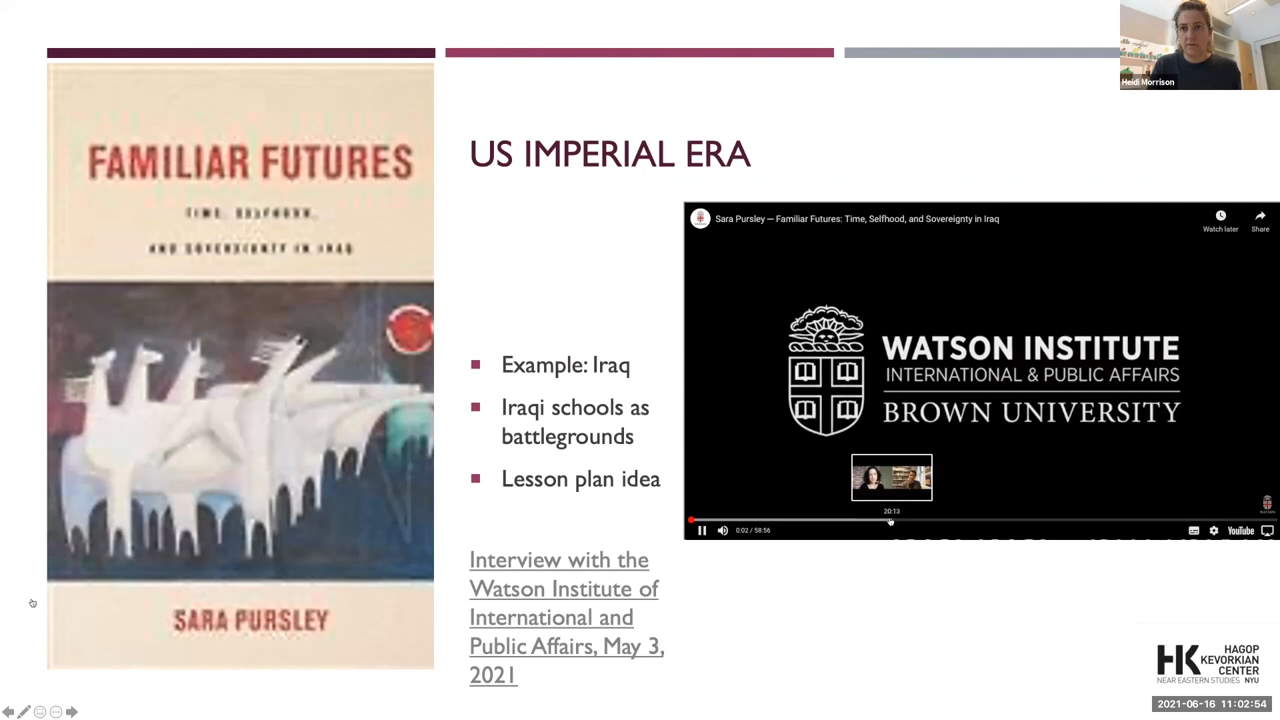 Heidi Morrison
FAMILIAR FUTURES
TIME, SELFHOOD,
AND SOVEREIGNTY IN IRAQ
SARA PURSLEY
US IMPERIAL ERA
Example: Iraq
Iraqi schools as
battlegrounds
Lesson plan idea
Interview with the
Watson Institute of
International and
Public Affairs, May 3,
2021
Sara Pursley — Familiar Futures: Time, Selfhood, and Sovereignty in Iraq
Watch later
Share
WATSON INSTITUTE
INTERNATIONAL & PUBLIC AFFAIRS
BROWN UNIVERSITY
20:13
0:02 / 58:56
YouTube
WATSON
HK
HAGOP
KEVORKIAN
CENTER
NEAR EASTERN STUDIES NYU
2021-06-16 11:02:54